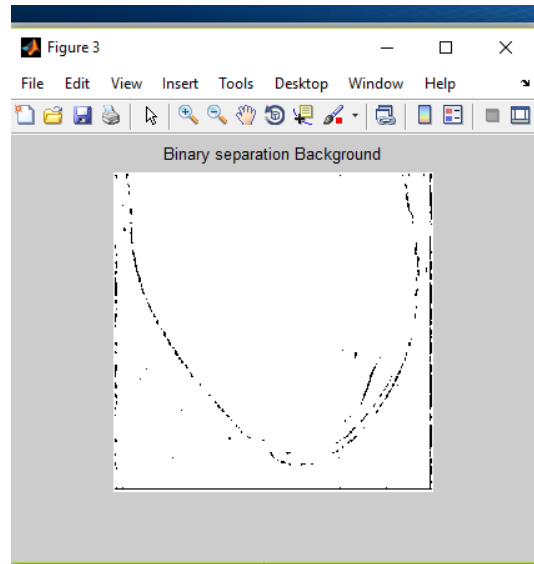 Figure 3
File Edit View Insert Tools Desktop Window Help
Binary separation Background